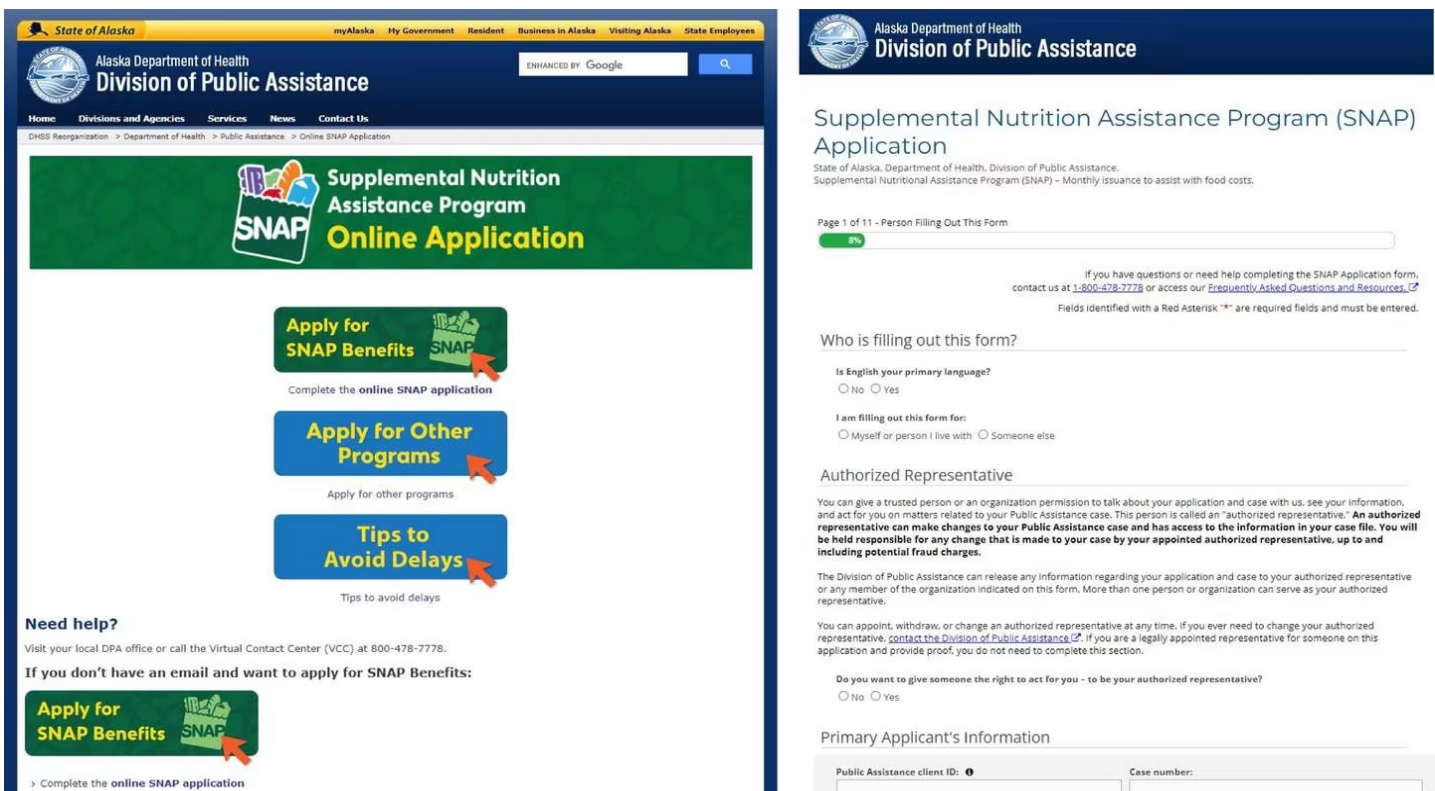 State of Alaska
myAlaska My Government Resident Business in Alaska Visiting Alaska State Employees
Alaska Department of Health
Division of Public Assistance
ENHANCED BY Google
Home Divisions and Agencies Services News Contact Us
DHSS Reorganization > Department of Health > Public Assistance > Online SNAP Application
SNAP
Supplemental Nutrition
Assistance Program
Online Application
Apply for
SNAP Benefits
SNAP
Complete the online SNAP application
Apply for Other
Programs
Apply for other programs
Tips to
Avoid Delays
Tips to avoid delays
Need help?
Visit your local DPA office or call the Virtual Contact Center (VCC) at 800-478-7778.
If you don't have an email and want to apply for SNAP Benefits:
Apply for
SNAP Benefits
SNAP
> Complete the online SNAP application
Alaska Department of Health
Division of Public Assistance
Supplemental Nutrition Assistance Program (SNAP)
Application
State of Alaska, Department of Health, Division of Public Assistance.
Supplemental Nutritional Assistance Program (SNAP) – Monthly issuance to assist with food costs.
Page 1 of 11 - Person Filling Out This Form
8%
If you have questions or need help completing the SNAP Application form,
contact us at 1-800-478-7778 or access our Frequently Asked Questions and Resources.
Fields identified with a Red Asterisk "*" are required fields and must be entered.
Who is filling out this form?
Is English your primary language?
No Yes
I am filling out this form for:
Myself or person I live with Someone else
Authorized Representative
You can give a trusted person or an organization permission to talk about your application and case with us, see your information,
and act for you on matters related to your Public Assistance case. This person is called an "authorized representative." An authorized
representative can make changes to your Public Assistance case and has access to the information in your case file. You will
be held responsible for any change that is made to your case by your appointed authorized representative, up to and
including potential fraud charges.
The Division of Public Assistance can release any information regarding your application and case to your authorized representative
or any member of the organization indicated on this form. More than one person or organization can serve as your authorized
representative.
You can appoint, withdraw, or change an authorized representative at any time. If you ever need to change your authorized
representative, contact the Division of Public Assistance. If you are a legally appointed representative for someone on this
application and provide proof, you do not need to complete this section.
Do you want to give someone the right to act for you – to be your authorized representative?
No Yes
Primary Applicant's Information
Public Assistance client ID:
Case number: